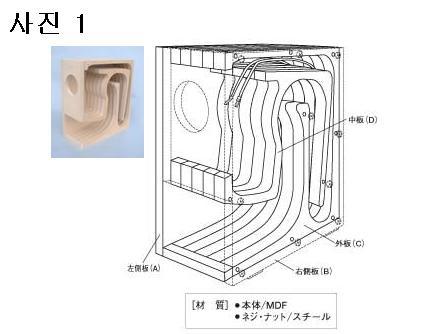 사진 1
中板(D)
外板(C)
左側板(A)
右側板(B)
[材 質] ●本体/MDF
●ネジ・ナット/スチール